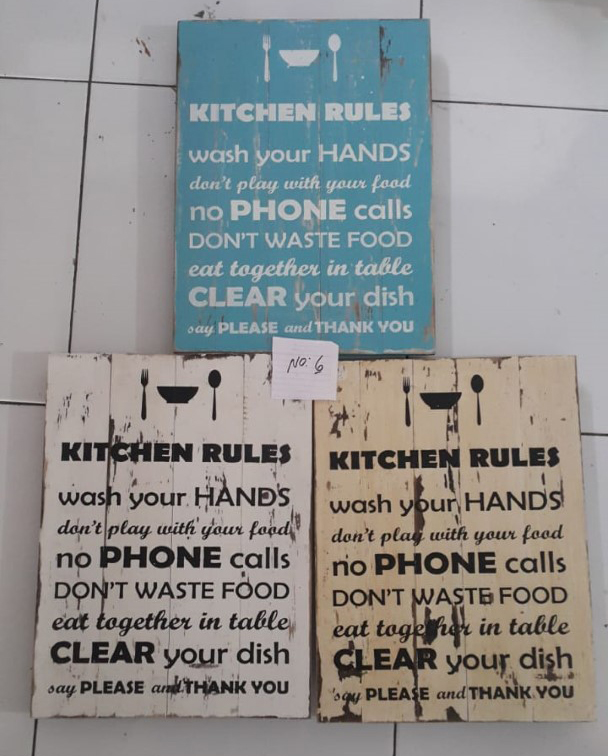 KITCHEN RULES
wash your HANDS
don't play with your food
no PHONE calls
DON'T WASTE FOOD
eat together in table
CLEAR your dish
say PLEASE and THANK YOU
No: 6
KITCHEN RULES
wash your HANDS
don't play with your food
no PHONE calls
DON'T WASTE FOOD
eat together in table
CLEAR your dish
say PLEASE and THANK YOU
KITCHEN RULES
wash your HANDS
don't play with your food
no PHONE calls
DON'T WASTE FOOD
eat together in table
CLEAR your dish
say PLEASE and THANK YOU